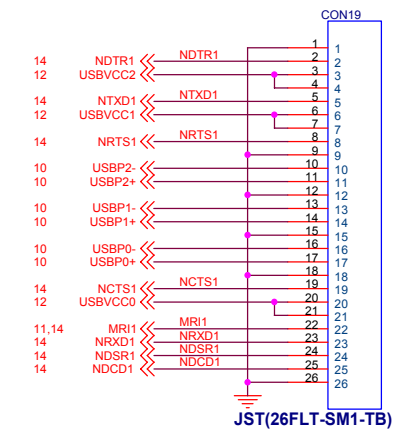 CON19
1 1
14 NDTR1 NDTR1 2 2
12 USBVCC2 3 3
4 4
14 NTXD1 NTXD1 5 5
12 USBVCC1 6 6
7 7
14 NRTS1 NRTS1 8 8
9 9
10 USBP2- 10 10
10 USBP2+ 11 11
12 12
10 USBP1- 13 13
10 USBP1+ 14 14
15 15
10 USBP0- 16 16
10 USBP0+ 17 17
18 18
14 NCTS1 NCTS1 19 19
12 USBVCC0 20 20
21 21
11,14 MRI1 MRI1 22 22
14 NRXD1 NRXD1 23 23
14 NDSR1 NDSR1 24 24
14 NDCD1 NDCD1 25 25
26 26
JST(26FLT-SM1-TB)